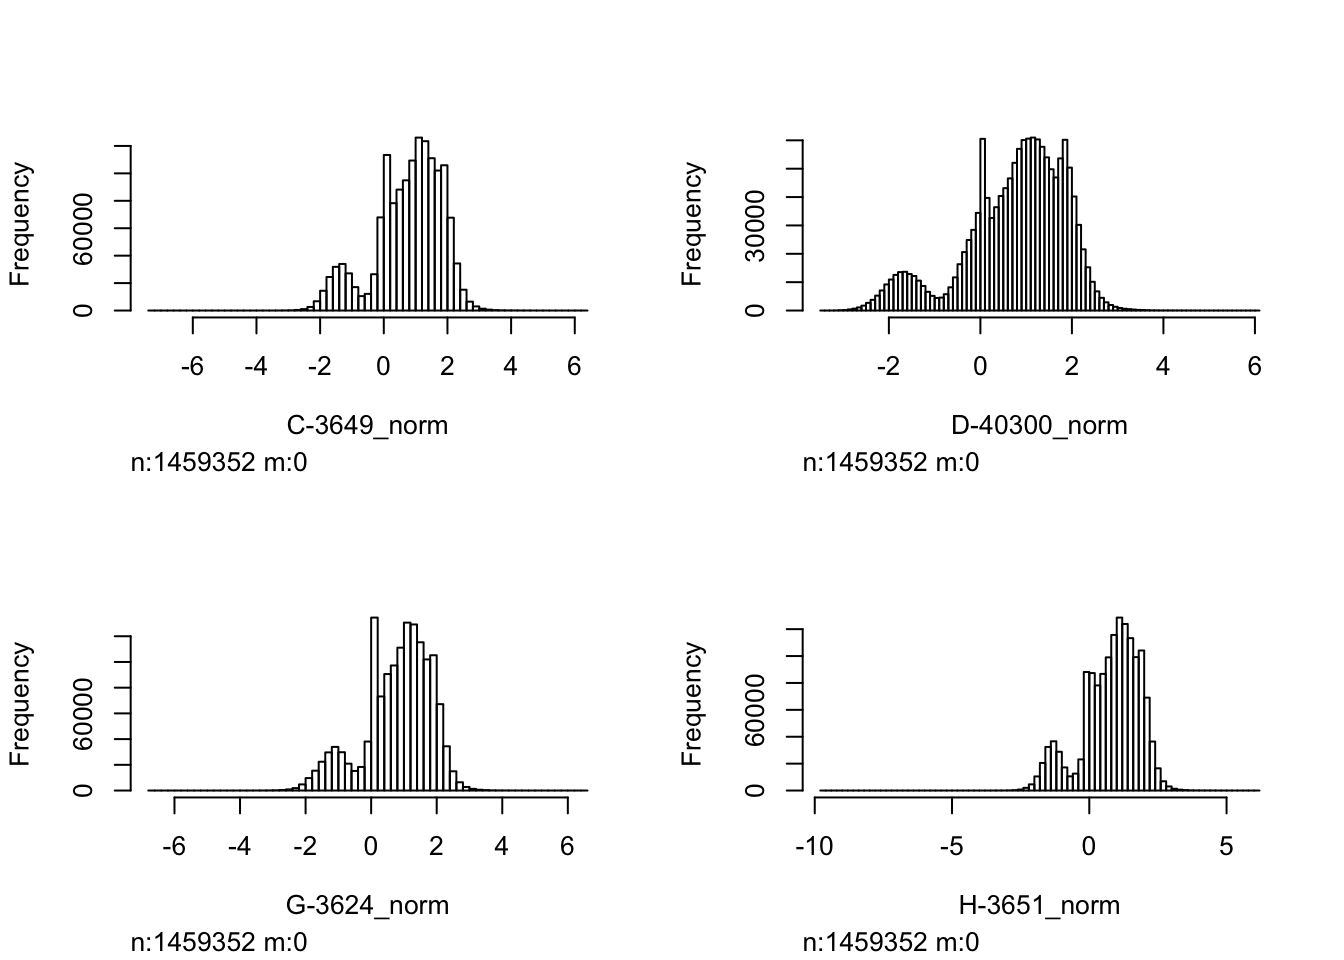 Frequency
60000
0
-6 -4 -2 0 2 4 6
C-3649_norm
n:1459352 m:0
Frequency
30000
0
-2 0 2 4 6
D-40300_norm
n:1459352 m:0
Frequency
60000
0
-6 -4 -2 0 2 4 6
G-3624_norm
n:1459352 m:0
Frequency
60000
0
-10 -5 0 5
H-3651_norm
n:1459352 m:0